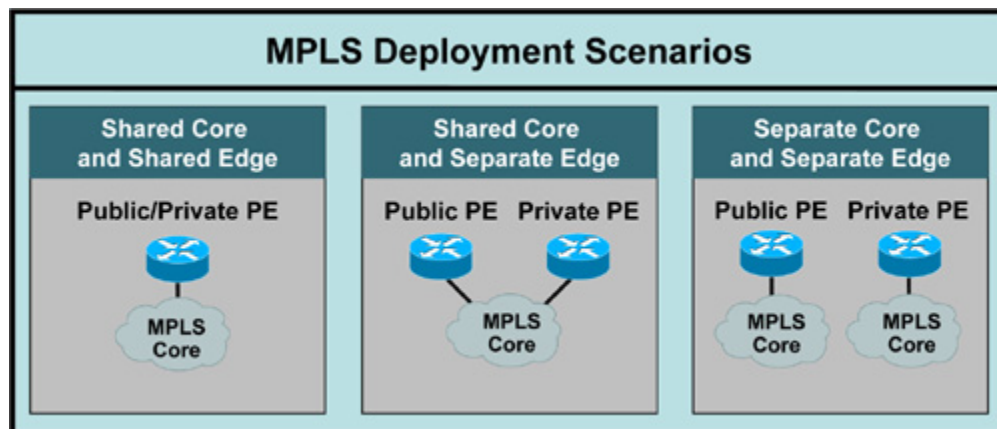 MPLS Deployment Scenarios
Shared Core
and Shared Edge
Public/Private PE
MPLS
Core
Shared Core
and Separate Edge
Public PE
Private PE
MPLS
Core
Separate Core
and Separate Edge
Public PE
Private PE
MPLS
Core
MPLS
Core